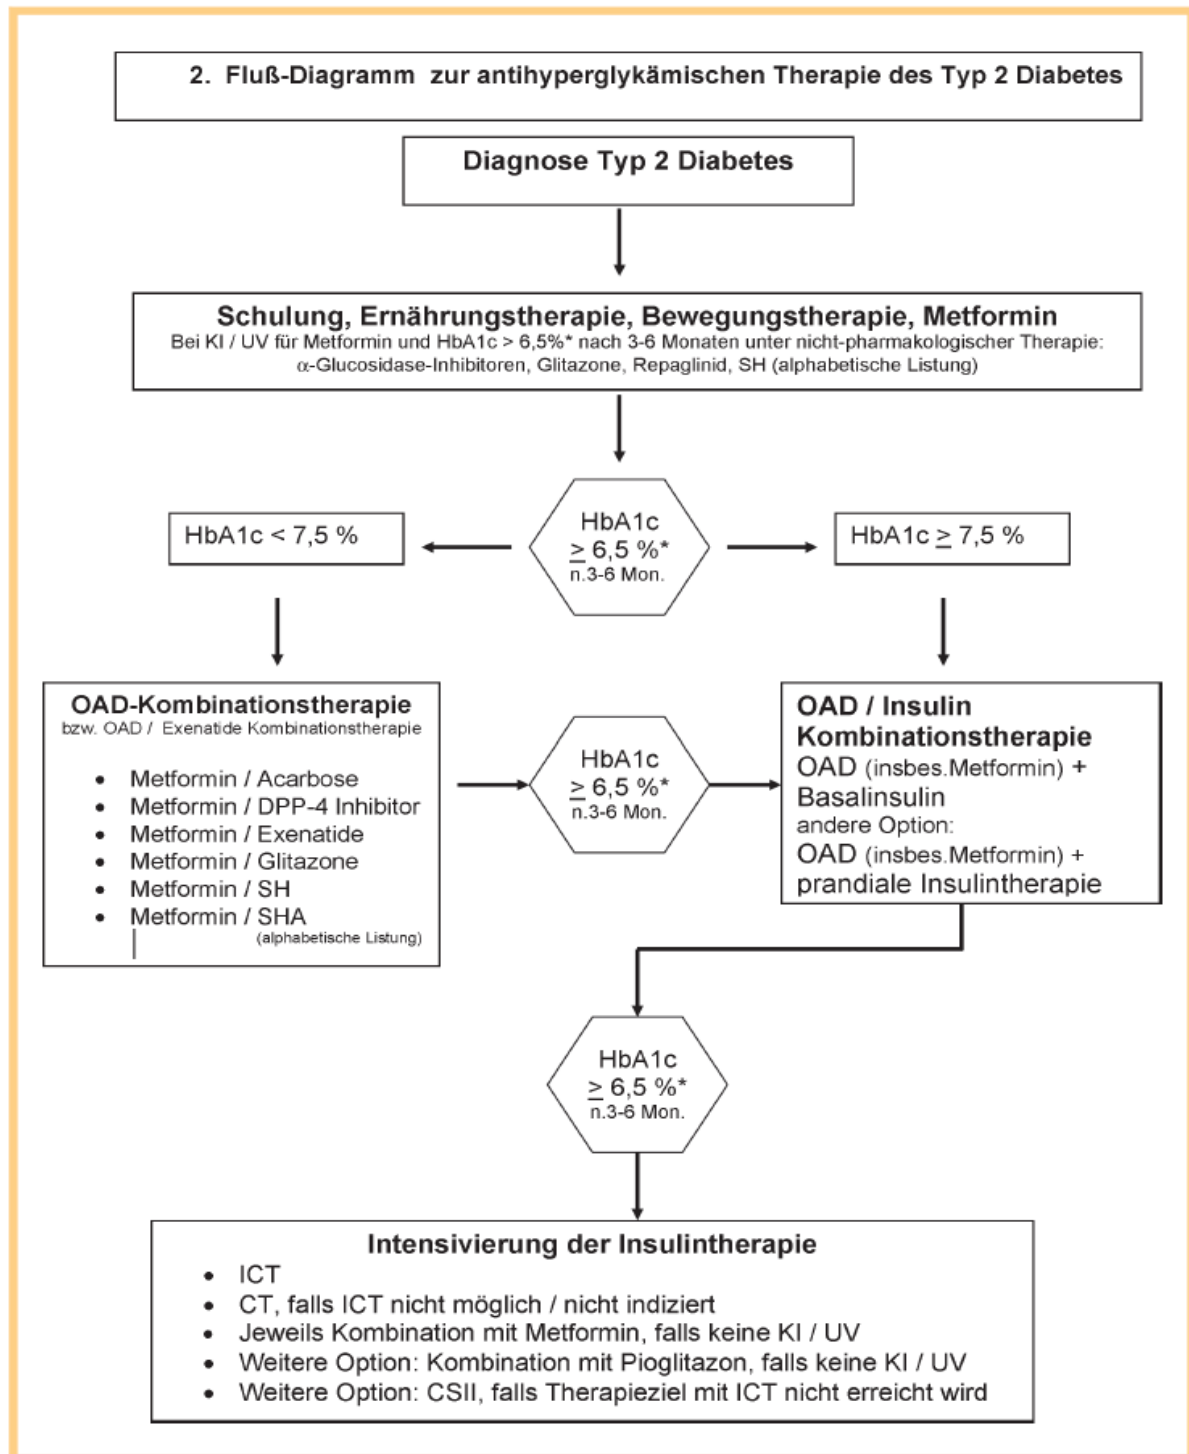 2. Fluß-Diagramm zur antihyperglykämischen Therapie des Typ 2 Diabetes
Diagnose Typ 2 Diabetes
Schulung, Ernährungstherapie, Bewegungstherapie, Metformin
Bei KI / UV für Metformin und HbA1c > 6,5%* nach 3-6 Monaten unter nicht-pharmakologischer Therapie:
α-Glucosidase-Inhibitoren, Glitazone, Repaglinid, SH (alphabetische Listung)
HbA1c < 7,5 %
HbA1c
≥ 6,5 %*
n.3-6 Mon.
HbA1c ≥ 7,5 %
OAD-Kombinationstherapie
bzw. OAD / Exenatide Kombinationstherapie
• Metformin / Acarbose
• Metformin / DPP-4 Inhibitor
• Metformin / Exenatide
• Metformin / Glitazone
• Metformin / SH
• Metformin / SHA
(alphabetische Listung)
HbA1c
≥ 6,5 %*
n.3-6 Mon.
OAD / Insulin
Kombinationstherapie
OAD (insbes.Metformin) +
Basalinsulin
andere Option:
OAD (insbes.Metformin) +
prandiale Insulintherapie
HbA1c
≥ 6,5 %*
n.3-6 Mon.
Intensivierung der Insulintherapie
• ICT
• CT, falls ICT nicht möglich / nicht indiziert
• Jeweils Kombination mit Metformin, falls keine KI / UV
• Weitere Option: Kombination mit Pioglitazon, falls keine KI / UV
• Weitere Option: CSII, falls Therapieziel mit ICT nicht erreicht wird